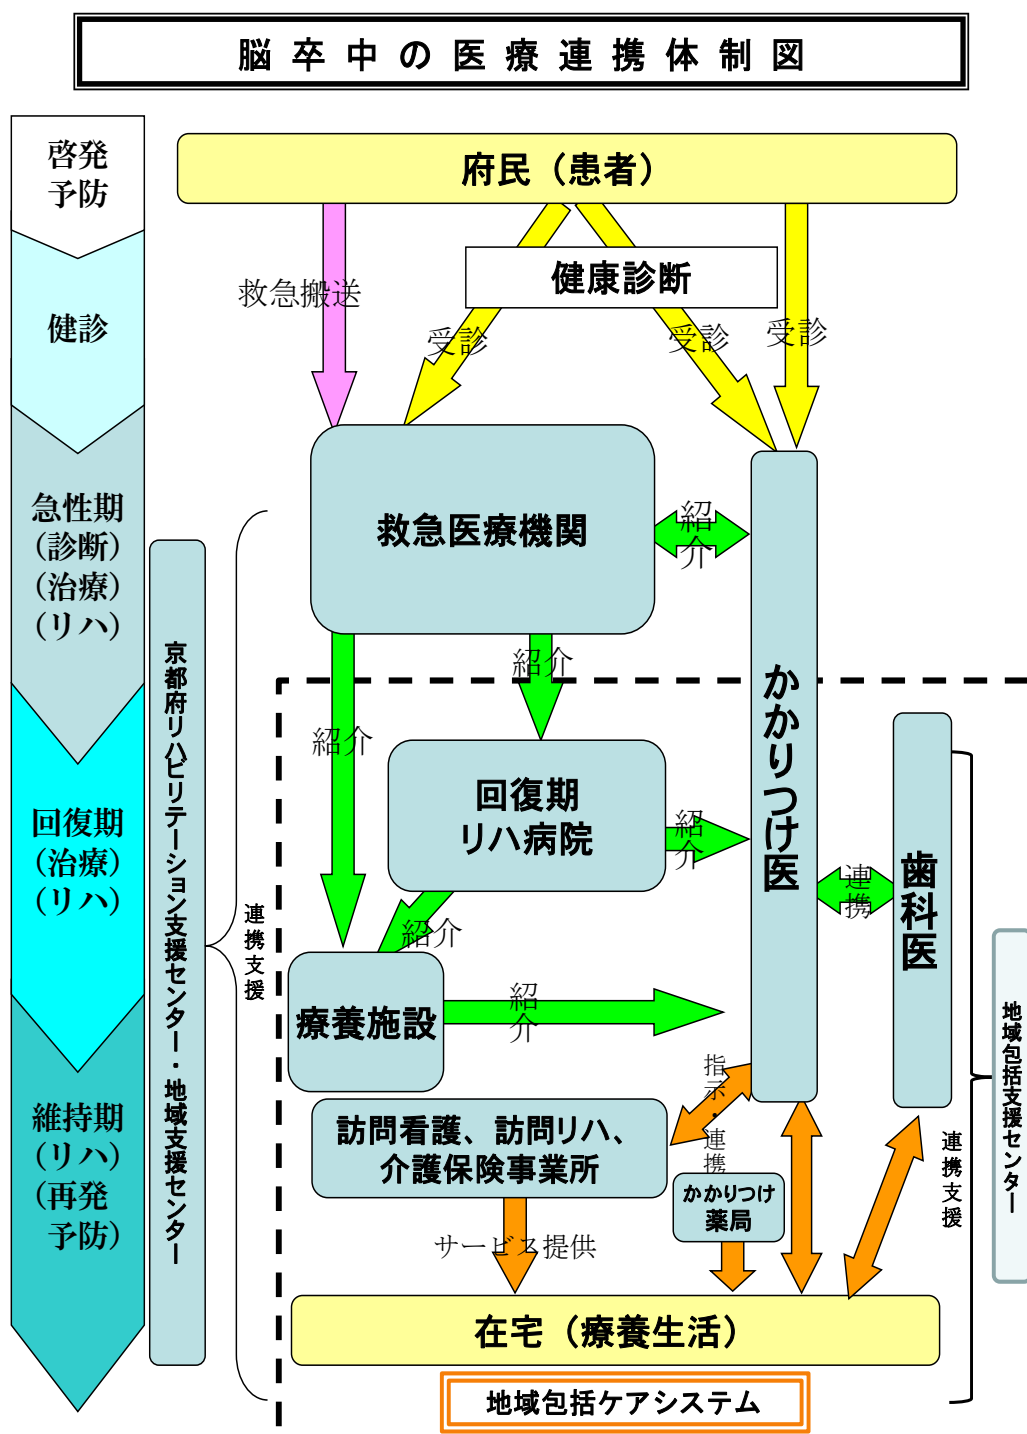 脳卒中の医療連携体制図
啓発
予防
府民（患者）
健診
健康診断
救急搬送
受診
受診
受診
急性期
（診断）
（治療）
（リハ）
救急医療機関
紹
介
紹介
紹介
京都府リハビリテーション支援センター・地域支援センター
連携支援
かかりつけ医
回復期
（治療）
（リハ）
回復期
リハ病院
紹
介
紹介
連
携
歯科医
療養施設
紹
介
地域包括支援センター
連携支援
維持期
（リハ）
（再発
予防）
指示・連携
訪問看護、訪問リハ、
介護保険事業所
かかりつけ
薬局
サービス提供
在宅（療養生活）
地域包括ケアシステム